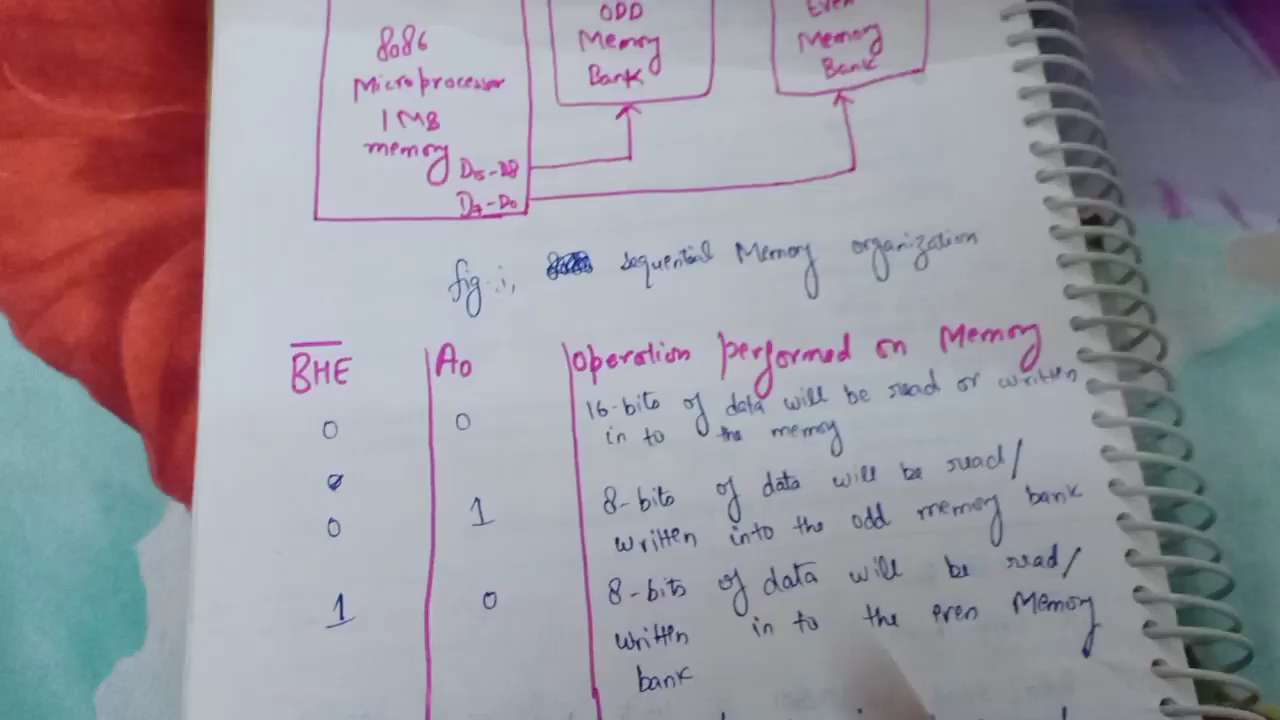 ODD
Memory
Bank
Even
Memory
Bank
8086
Microprocessor
1MB
memory
D15-D8
D7-D0
fig:i, sequential Memory organization
BHE A0 operation performed on Memory
0 0 16-bits of data will be read or written
in to the memory
0 1 8-bits of data will be read/
written into the odd memory bank
1 0 8-bits of data will be read/
written in to the even Memory
bank